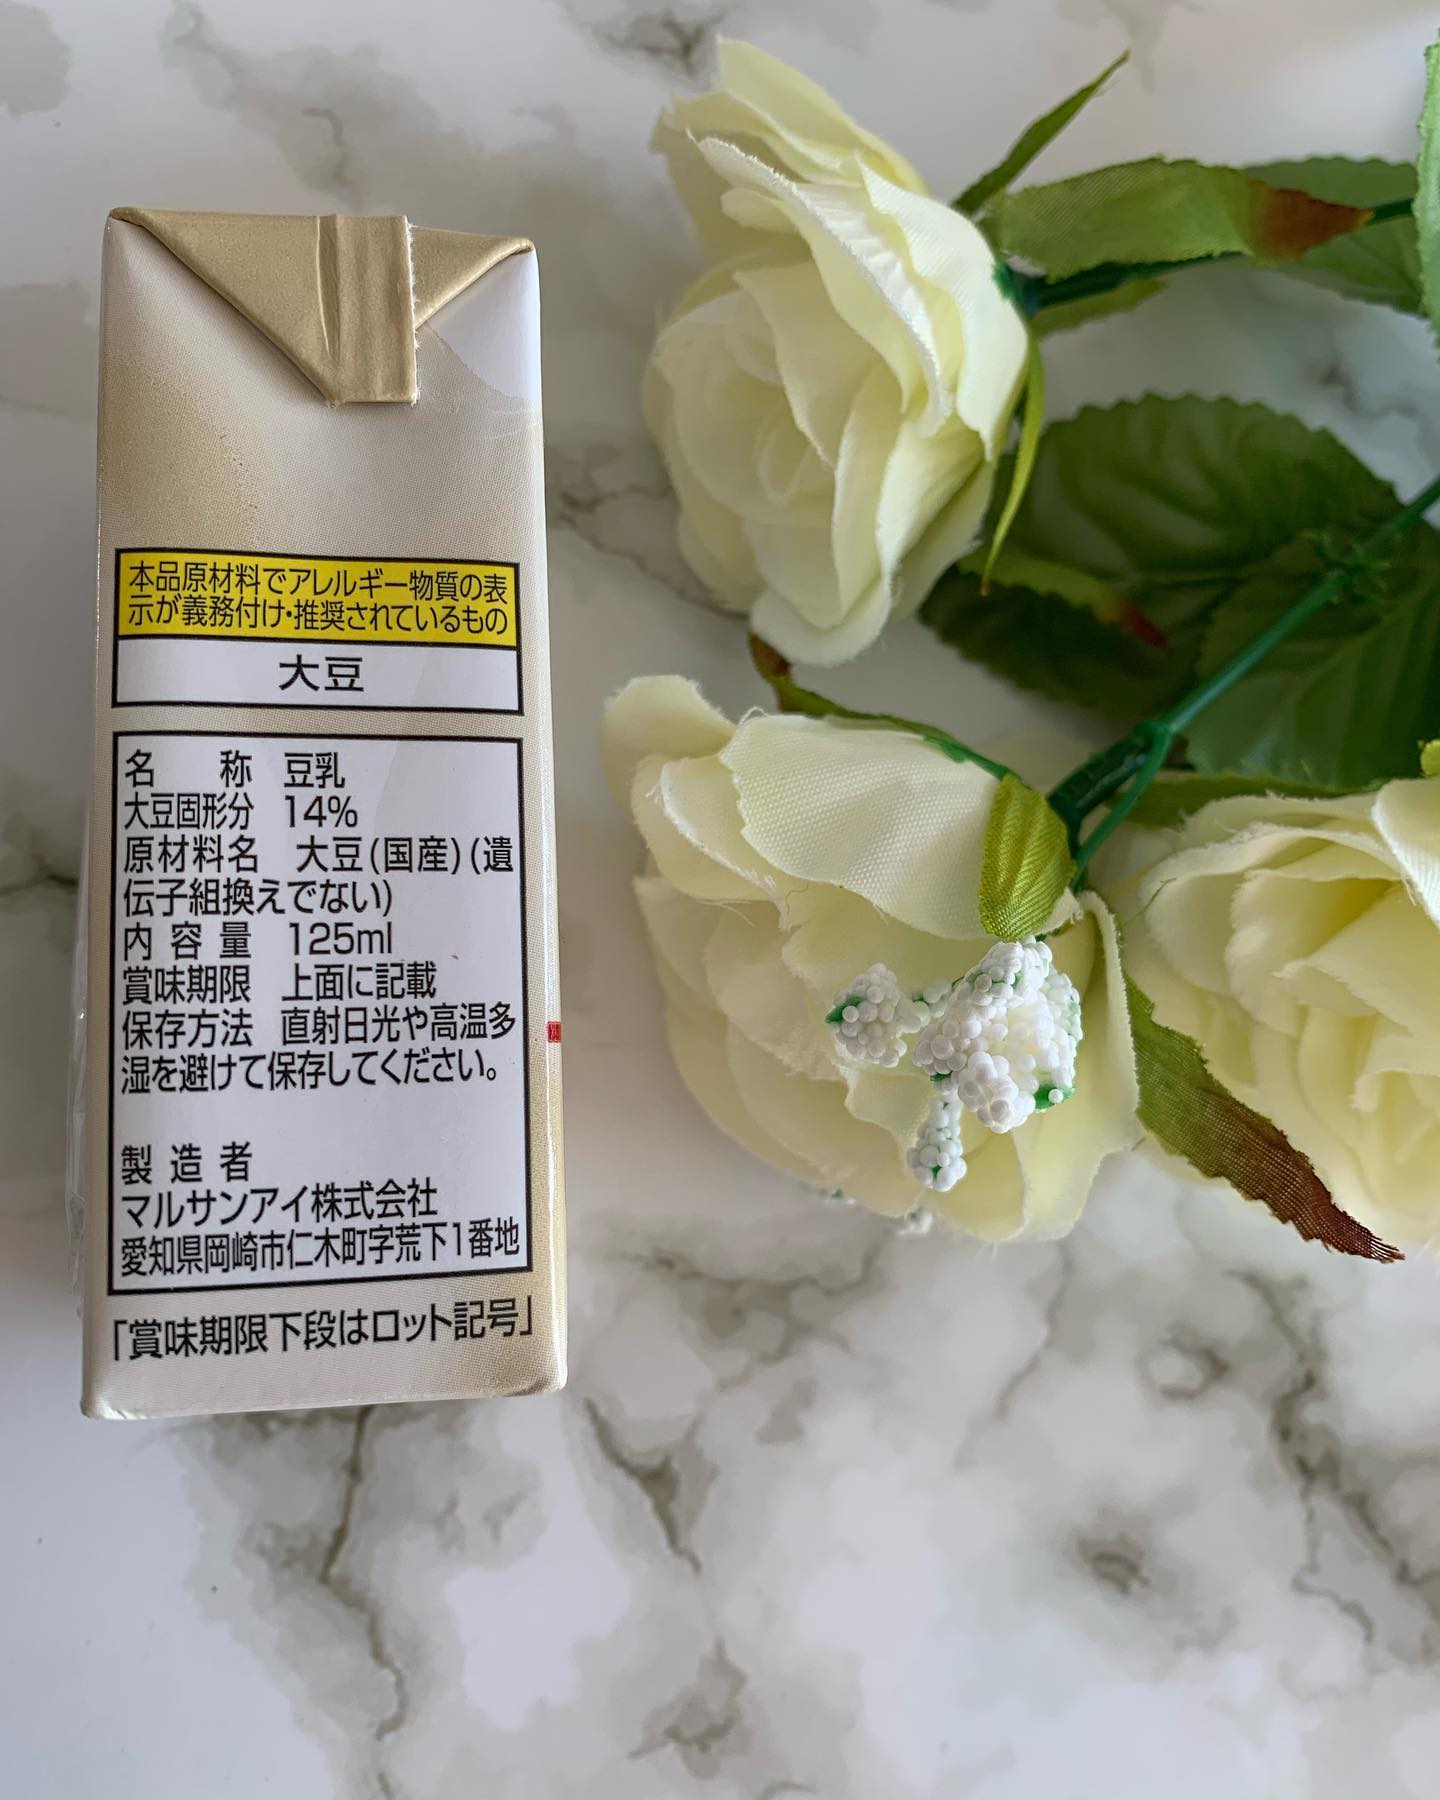 本品原材料でアレルギー物質の表
示が義務付け・推奨されているもの
大豆
名 称 豆乳
大豆固形分 14%
原材料名 大豆(国産)(遺
伝子組換えでない)
内容量 125ml
賞味期限 上面に記載
保存方法 直射日光や高温多
湿を避けて保存してください。
製造者
マルサンアイ株式会社
愛知県岡崎市仁木町字荒下1番地
「賞味期限下段はロット記号」